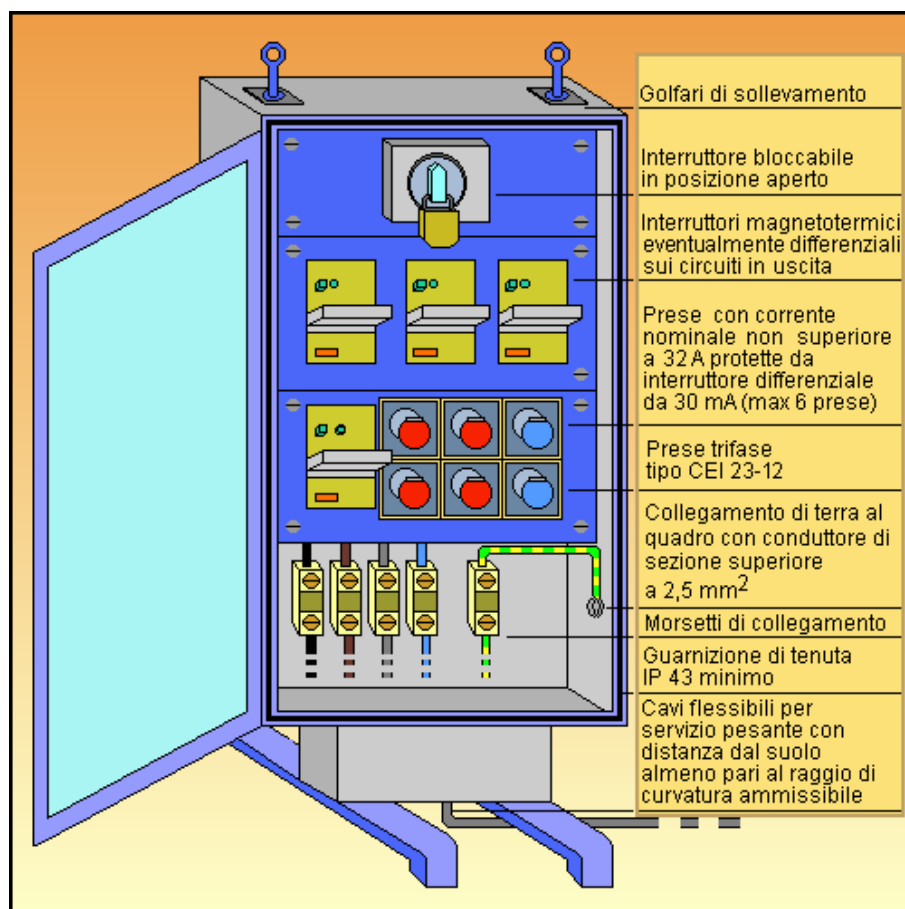 Golfari di sollevamento
Interruttore bloccabile
in posizione aperto
Interruttori magnetotermici
eventualmente differenziali
sui circuiti in uscita
Prese con corrente
nominale non superiore
a 32 A protette da
interruttore differenziale
da 30 mA (max 6 prese)
Prese trifase
tipo CEI 23-12
Collegamento di terra al
quadro con conduttore di
sezione superiore
a 2,5 mm²
Morsetti di collegamento
Guarnizione di tenuta
IP 43 minimo
Cavi flessibili per
servizio pesante con
distanza dal suolo
almeno pari al raggio di
curvatura ammissibile